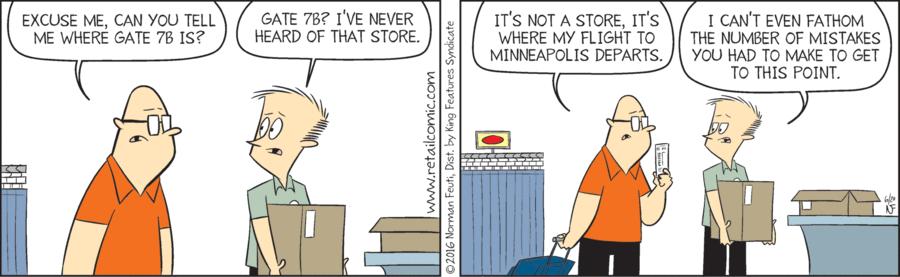 EXCUSE ME, CAN YOU TELL
ME WHERE GATE 7B IS?
GATE 7B? I'VE NEVER
HEARD OF THAT STORE.
www.retailcomic.com
©2016 Norman Feuti, Dist. by King Features Syndicate
IT'S NOT A STORE, IT'S
WHERE MY FLIGHT TO
MINNEAPOLIS DEPARTS.
I CAN'T EVEN FATHOM
THE NUMBER OF MISTAKES
YOU HAD TO MAKE TO GET
TO THIS POINT.
NF